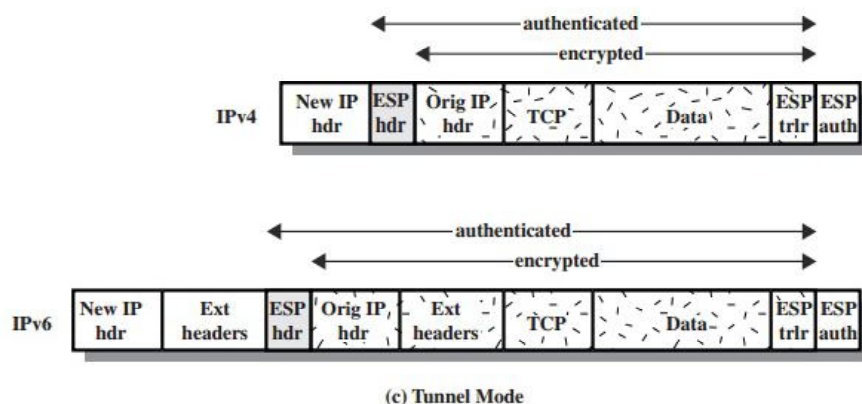 authenticated
encrypted
IPv4
New IP hdr
ESP hdr
Orig IP hdr
TCP
Data
ESP trlr
ESP auth
authenticated
encrypted
IPv6
New IP hdr
Ext headers
ESP hdr
Orig IP hdr
Ext headers
TCP
Data
ESP trlr
ESP auth
(c) Tunnel Mode